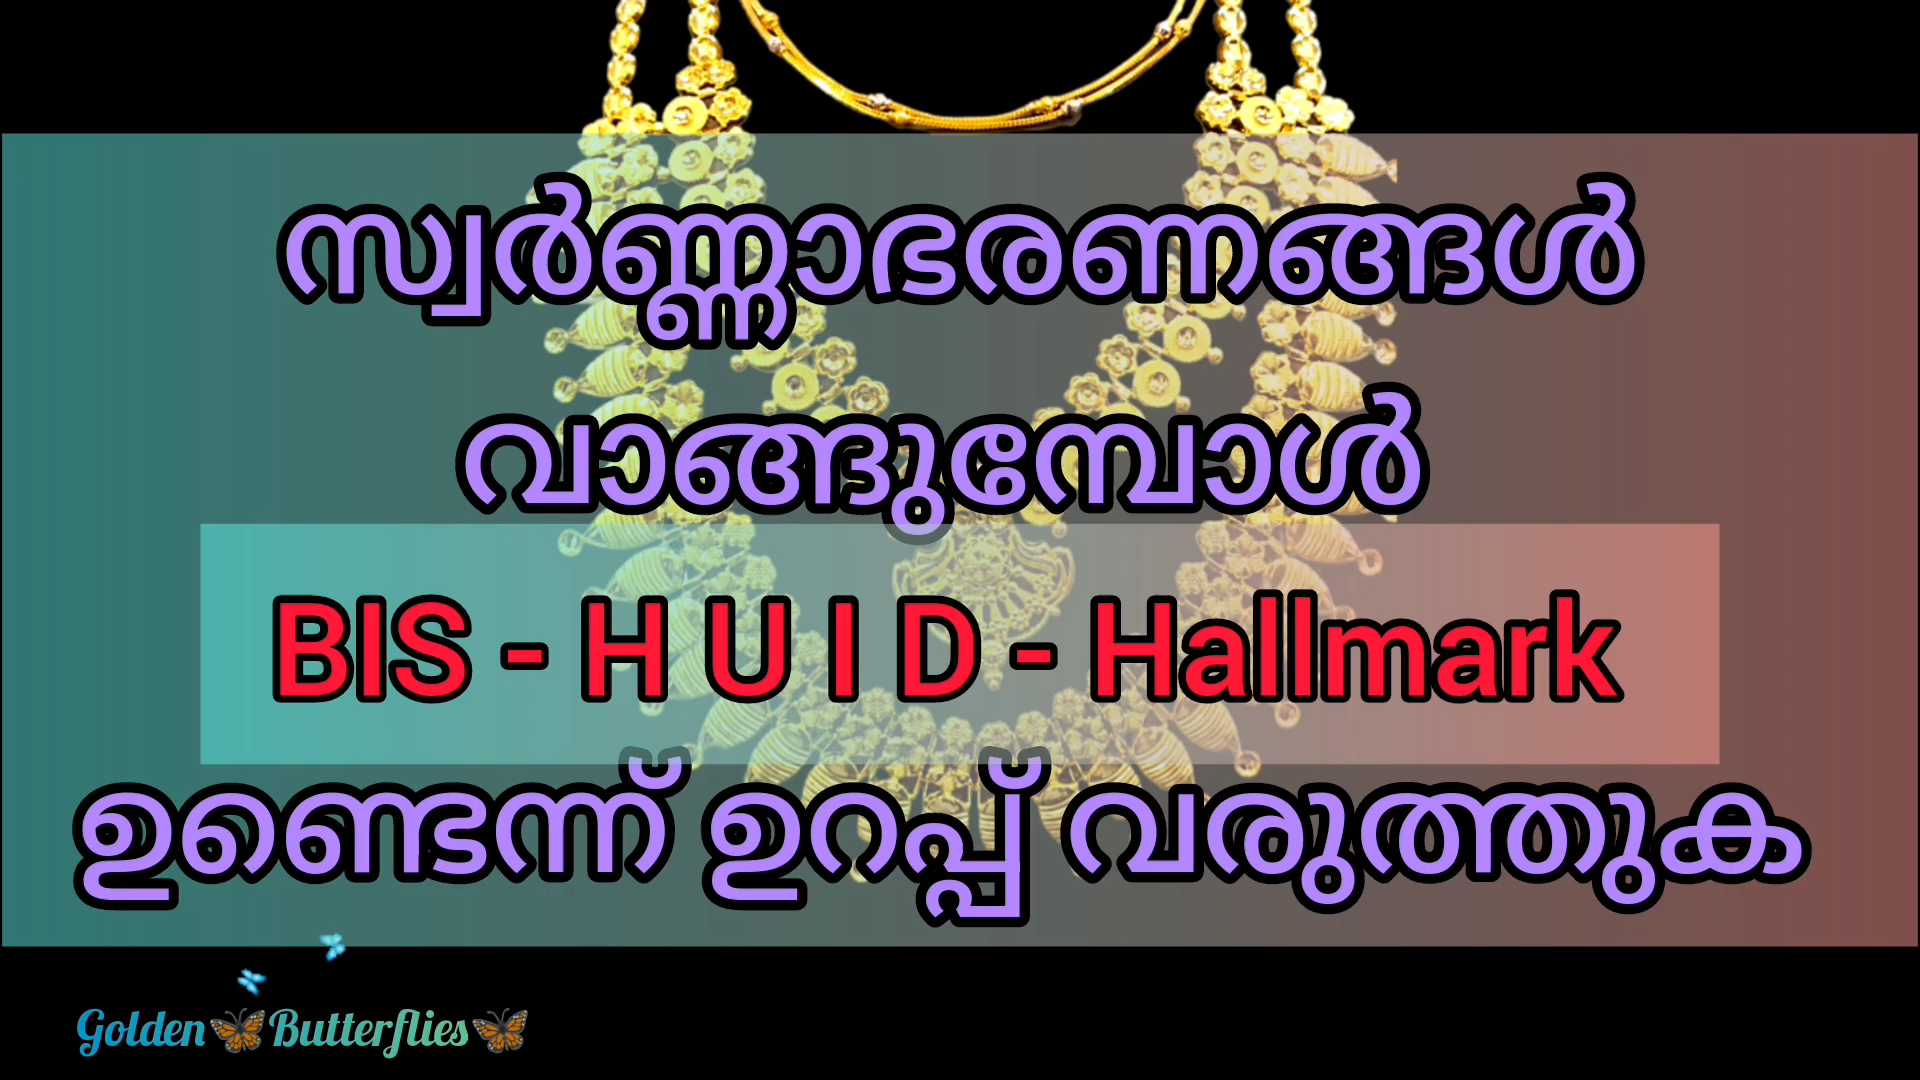 സ്വർണ്ണാഭരണങ്ങൾ
വാങ്ങുമ്പോൾ
BIS - H U I D - Hallmark
ഉണ്ടെന്ന് ഉറപ്പ് വരുത്തുക
Golden🦋Butterflies🦋